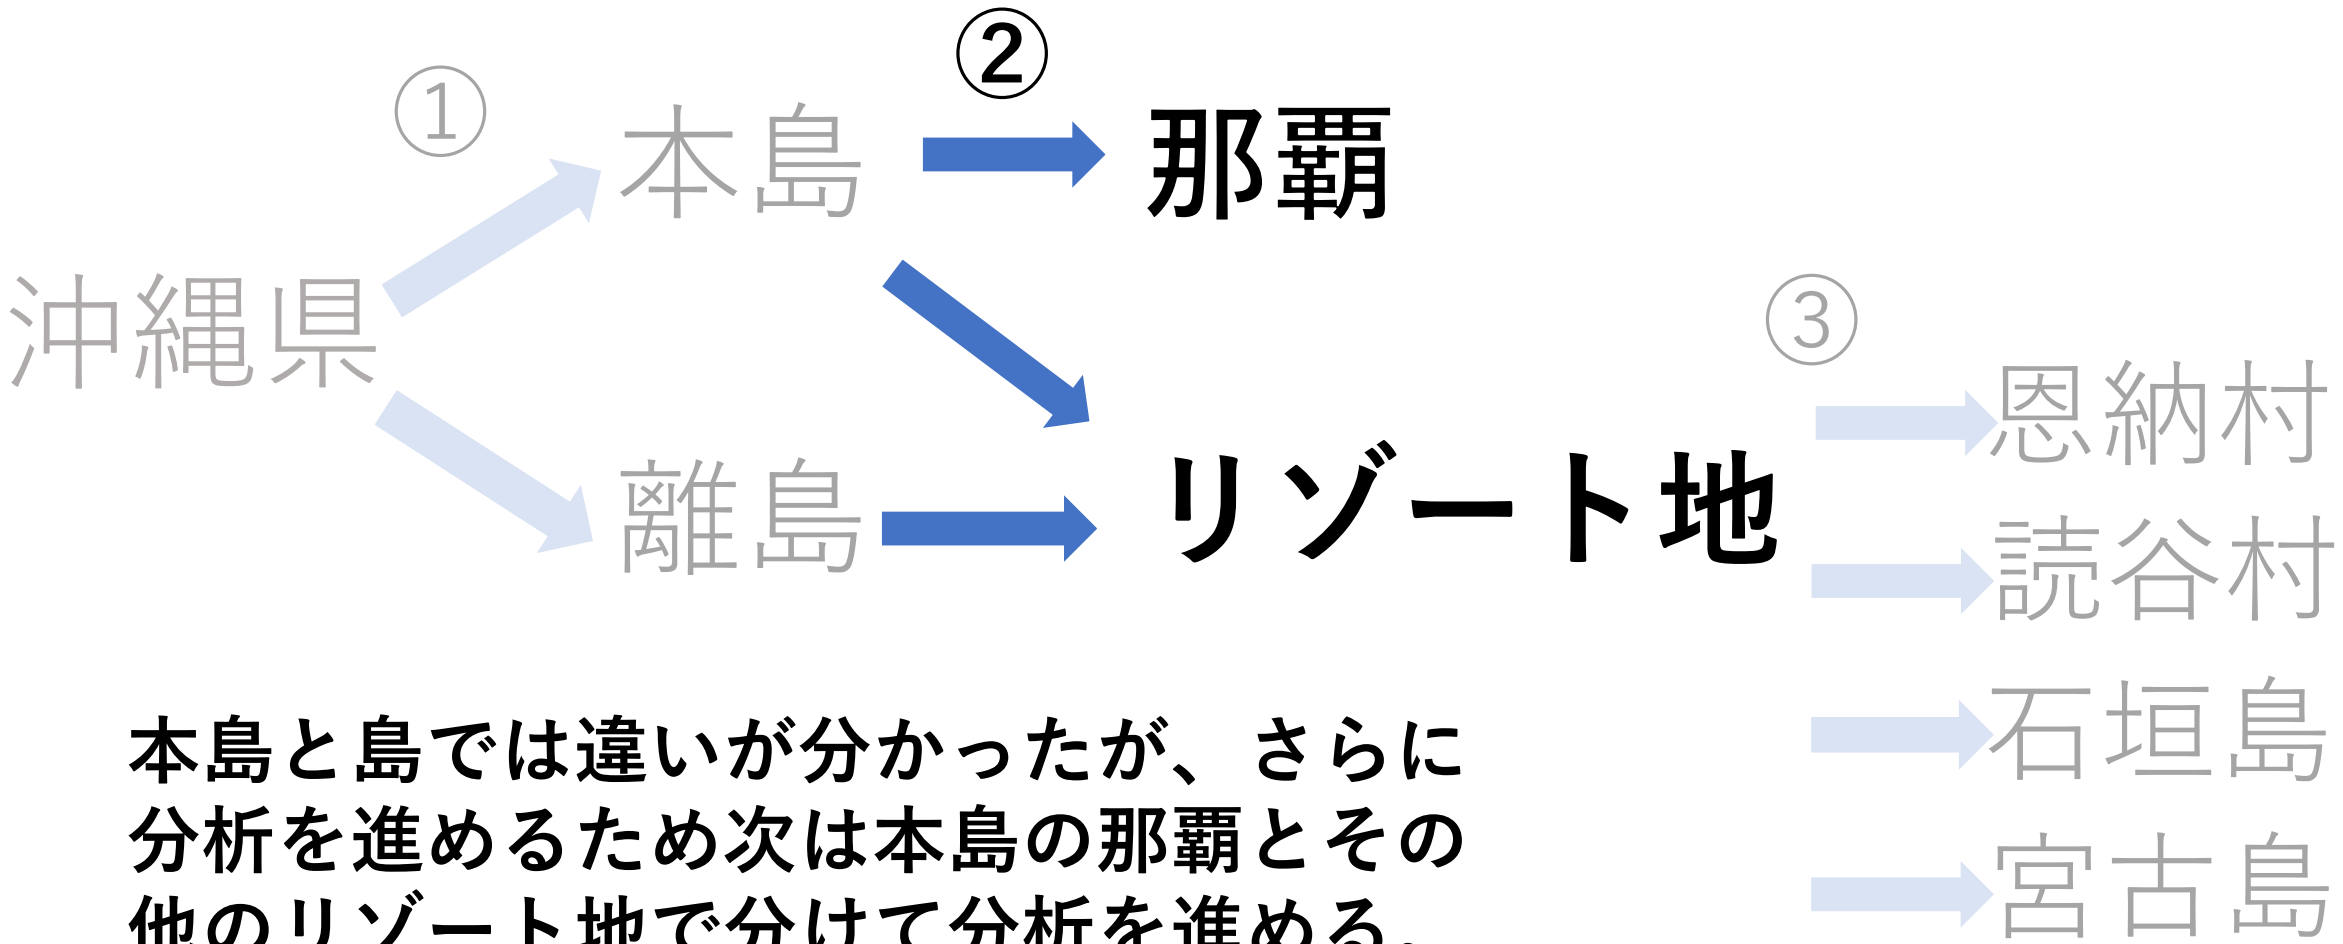 ①
②
本島
那覇
沖縄県
③
離島
リゾート地
恩納村
読谷村
石垣島
宮古島
本島と島では違いが分かったが、さらに
分析を進めるため次は本島の那覇とその
他のリゾート地で分けて分析を進める。